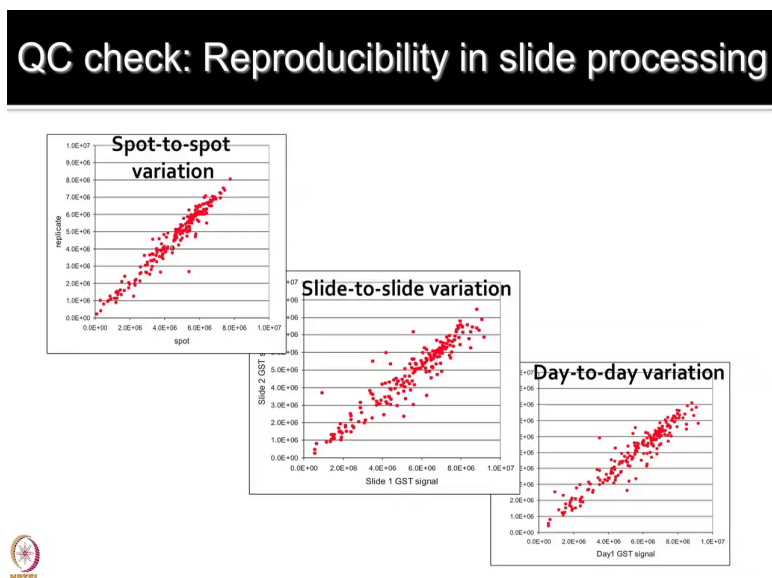 QC check: Reproducibility in slide processing
Spot-to-spot
variation
1.0E+07
9.0E+06
8.0E+06
7.0E+06
6.0E+06
5.0E+06
4.0E+06
3.0E+06
2.0E+06
1.0E+06
0.0E+00
replicate
0.0E+00 2.0E+06 4.0E+06 6.0E+06 8.0E+06 1.0E+07
spot
Slide-to-slide variation
5.0E+06
4.0E+06
3.0E+06
2.0E+06
1.0E+06
0.0E+00
Slide 2 GST
0.0E+00 2.0E+06 4.0E+06 6.0E+06 8.0E+06 1.0E+07
Slide 1 GST signal
Day-to-day variation
2.0E+06
1.0E+06
0.0E+00
0.0E+00 2.0E+06 4.0E+06 6.0E+06 8.0E+06 1.0E+07
Day1 GST signal